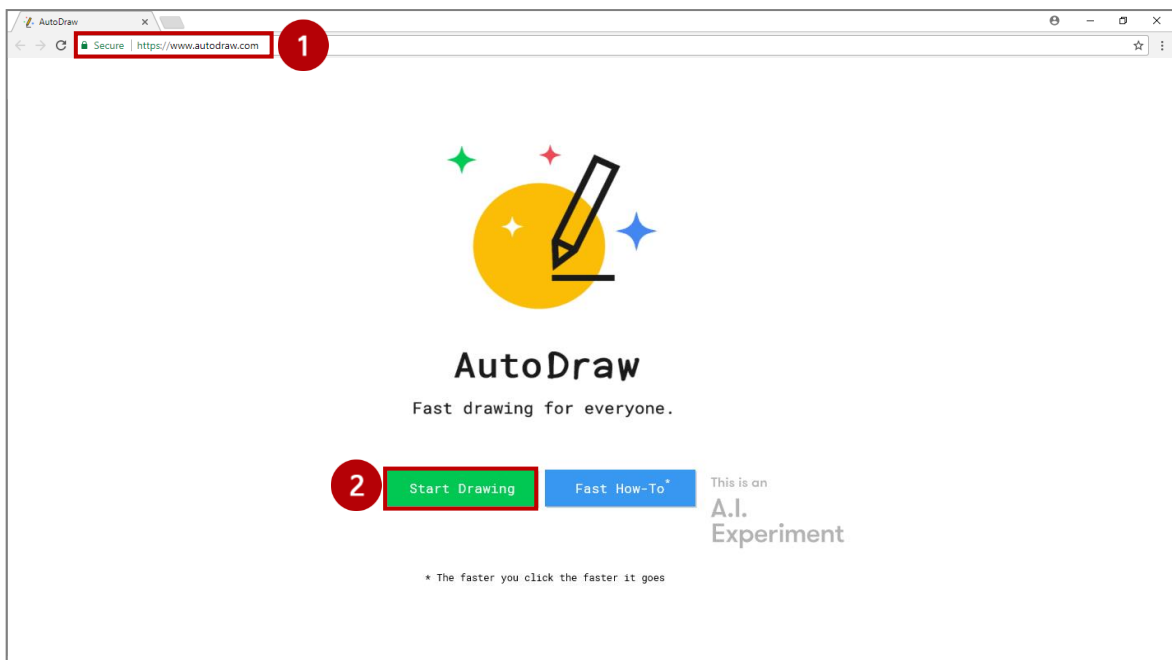 AutoDraw
Secure | https://www.autodraw.com
1
AutoDraw
Fast drawing for everyone.
2
Start Drawing
Fast How-To*
This is an
A.I.
Experiment
* The faster you click the faster it goes